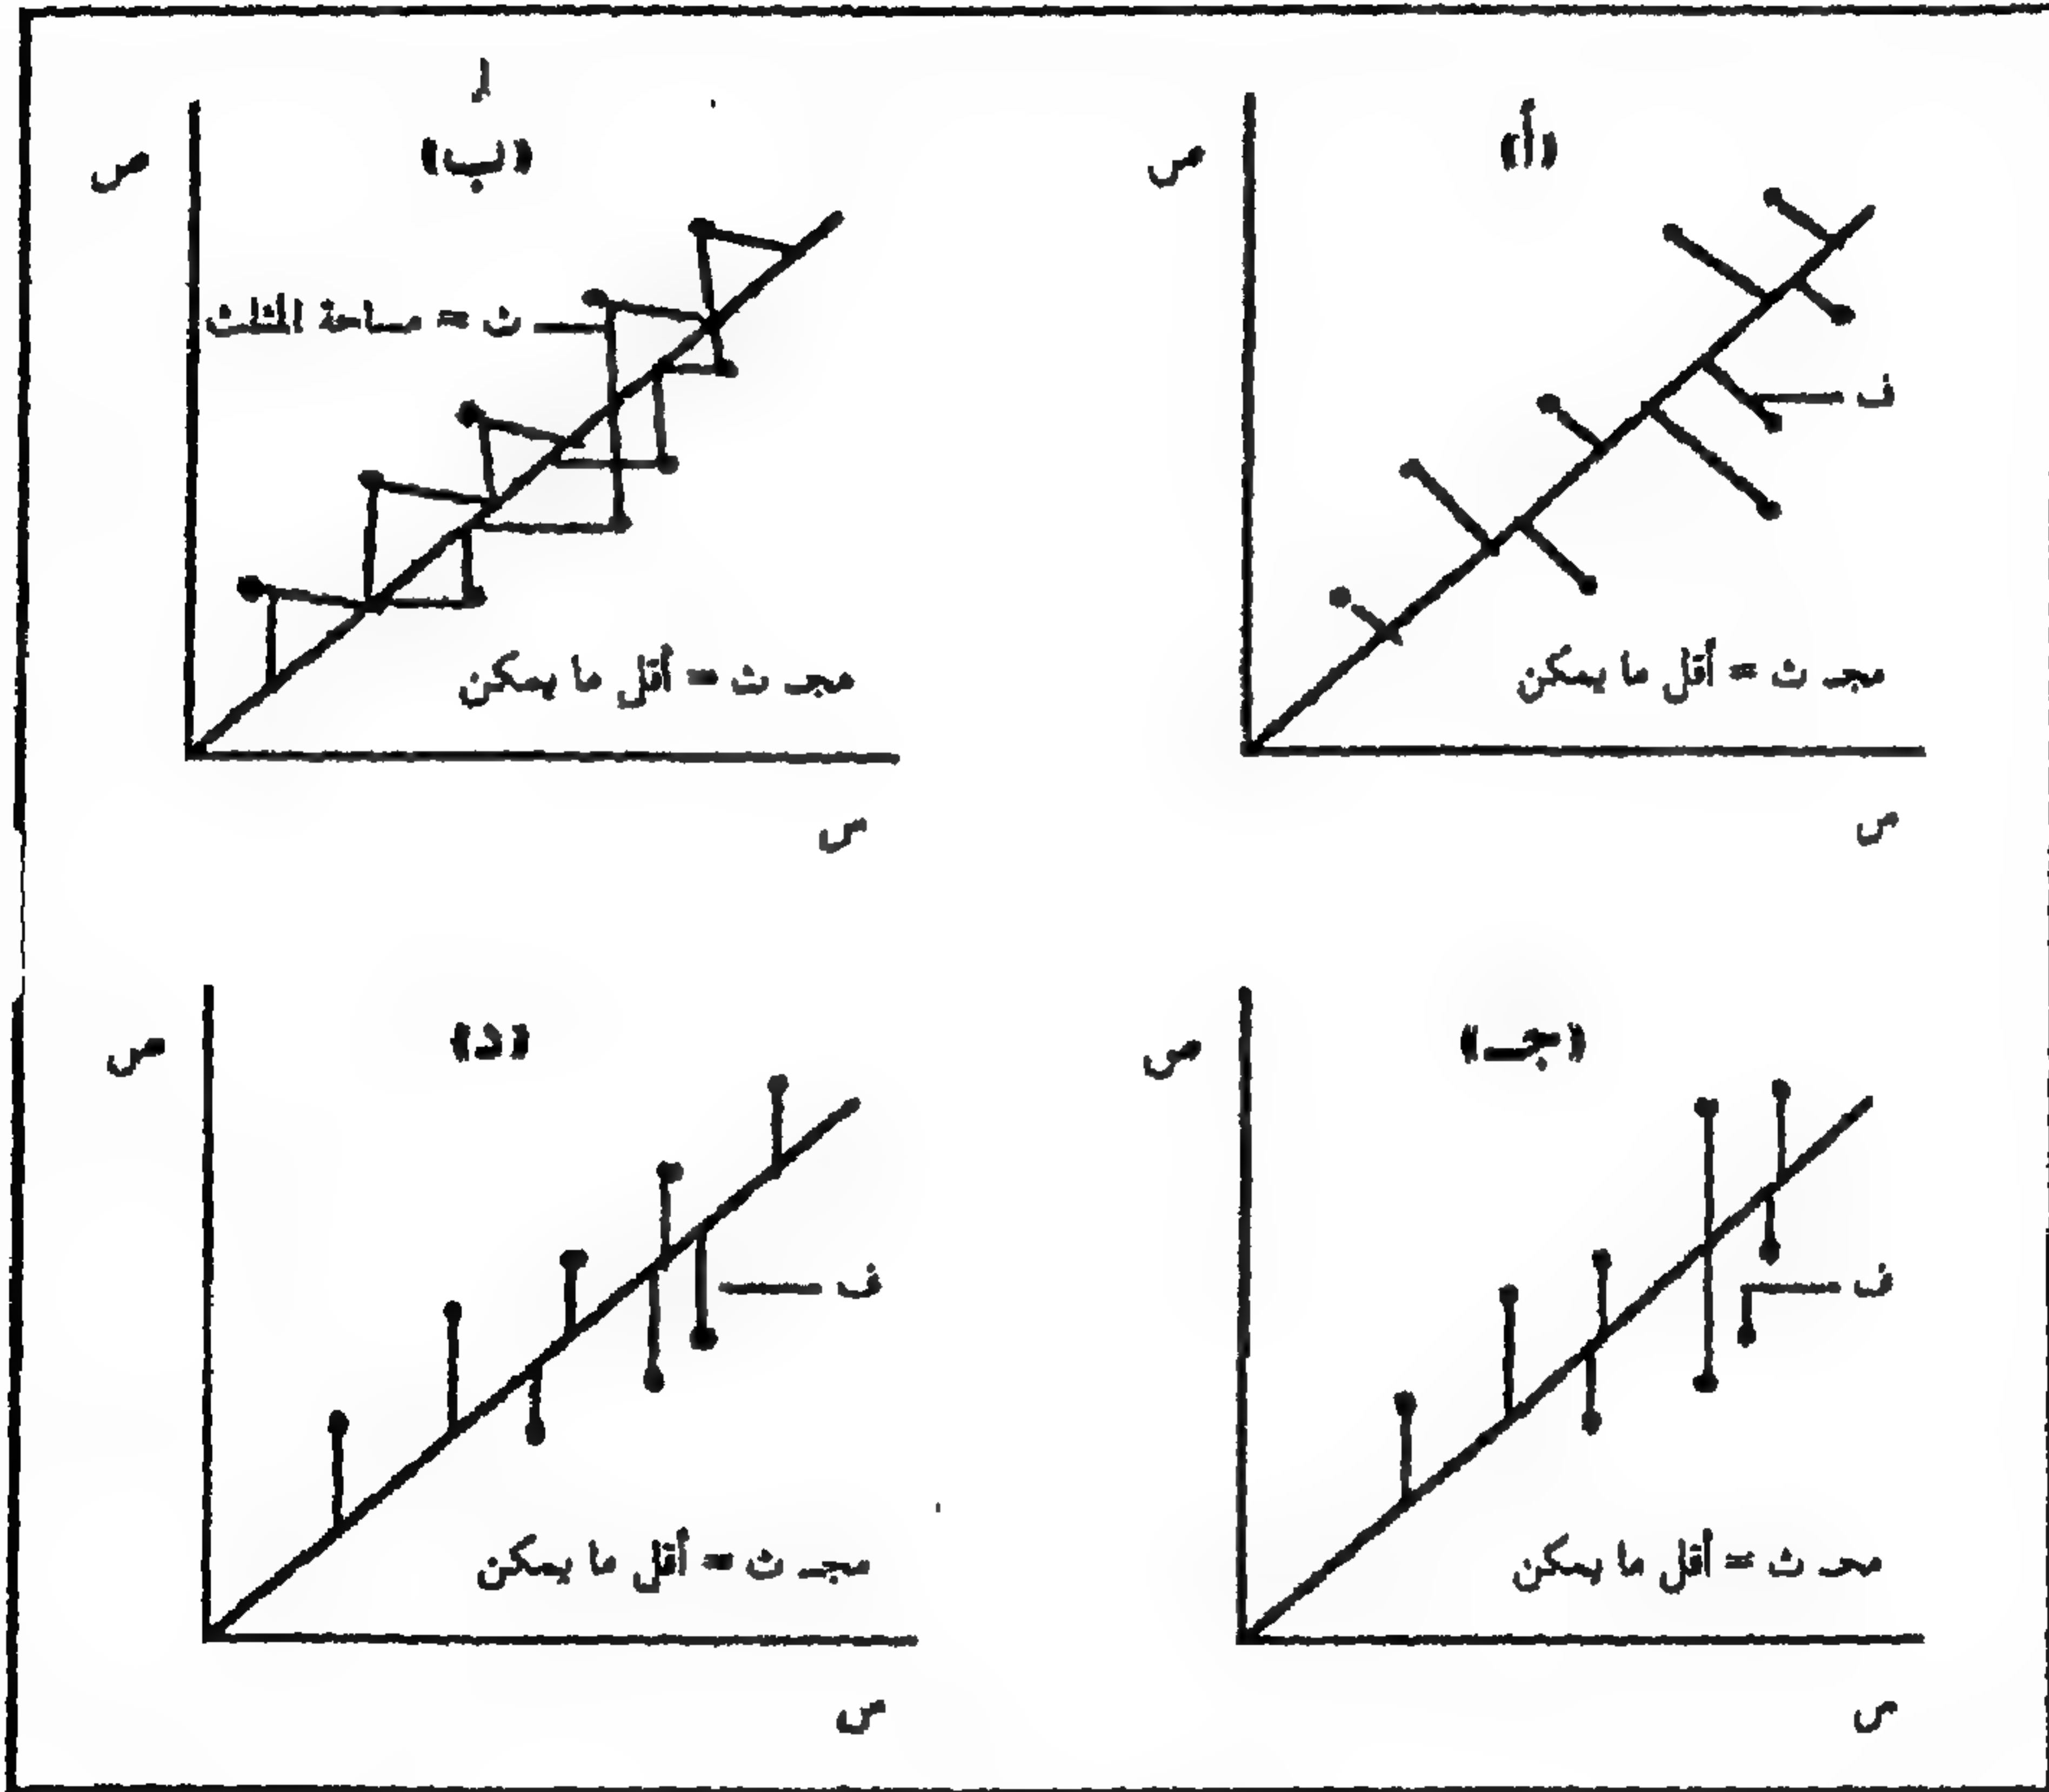 (أ)
ص
ف
مجـ ث = أقل ما يمكن
س
(ب)
ص
ث = مساحة المثلث
مجـ ث = أقل ما يمكن
س
(جـ)
ص
ف
مجـ ث = أقل ما يمكن
س
(د)
ص
ف
مجـ ث = أقل ما يمكن
س